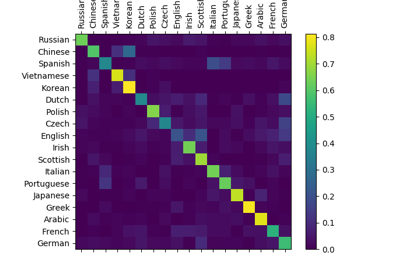 Russian
Chinese
Spanish
Vietnamese
Korean
Dutch
Polish
Czech
English
Irish
Scottish
Italian
Portuguese
Japanese
Greek
Arabic
French
German
0.8
Russian
0.7
Chinese
Spanish
0.6
Vietnamese
Korean
0.5
Dutch
Polish
0.4
Czech
English
0.3
Irish
Scottish
0.2
Italian
Portuguese
0.1
Japanese
Greek
Arabic
French
German
0.0